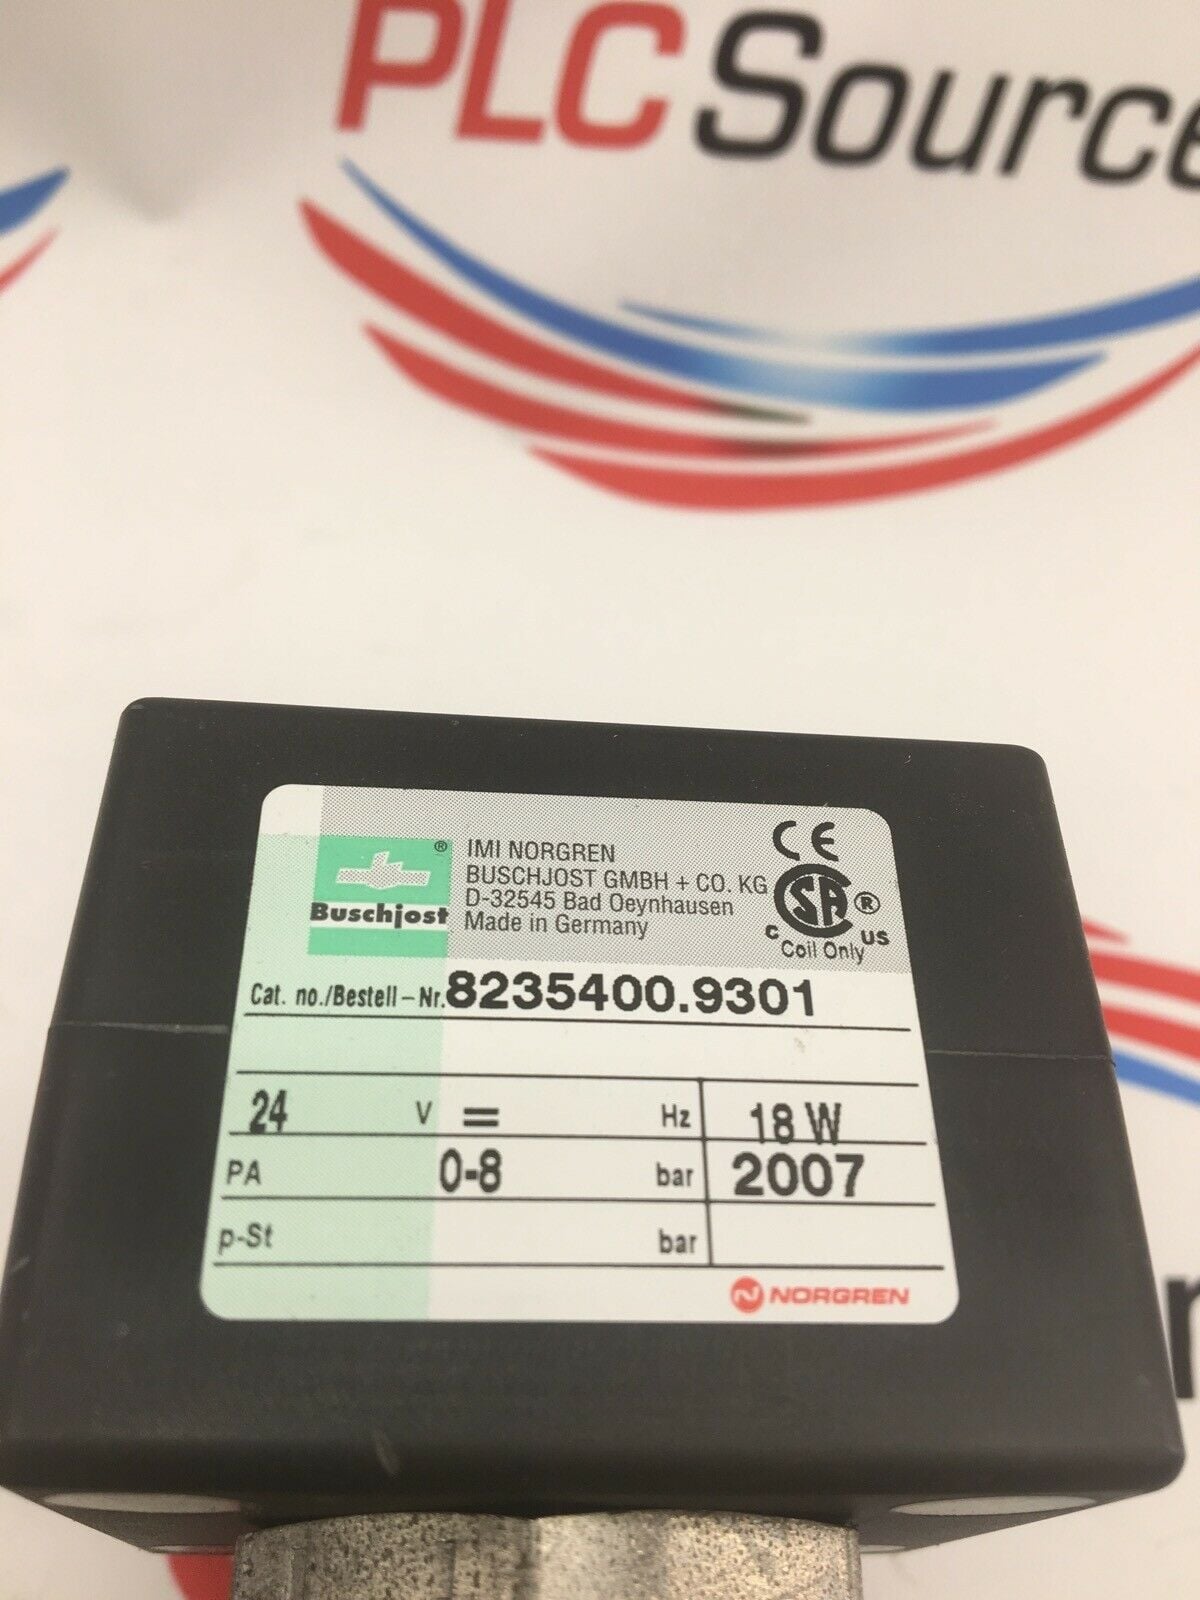 PLC Source
® IMI NORGREN
BUSCHJOST GMBH + CO. KG
D-32545 Bad Oeynhausen
Made in Germany
Buschjost
CE
SA ®
C US
Coil Only
Cat. no./Bestell-Nr. 8235400.9301
24 V = Hz 18 W
PA 0-8 bar 2007
p-St bar
NORGREN